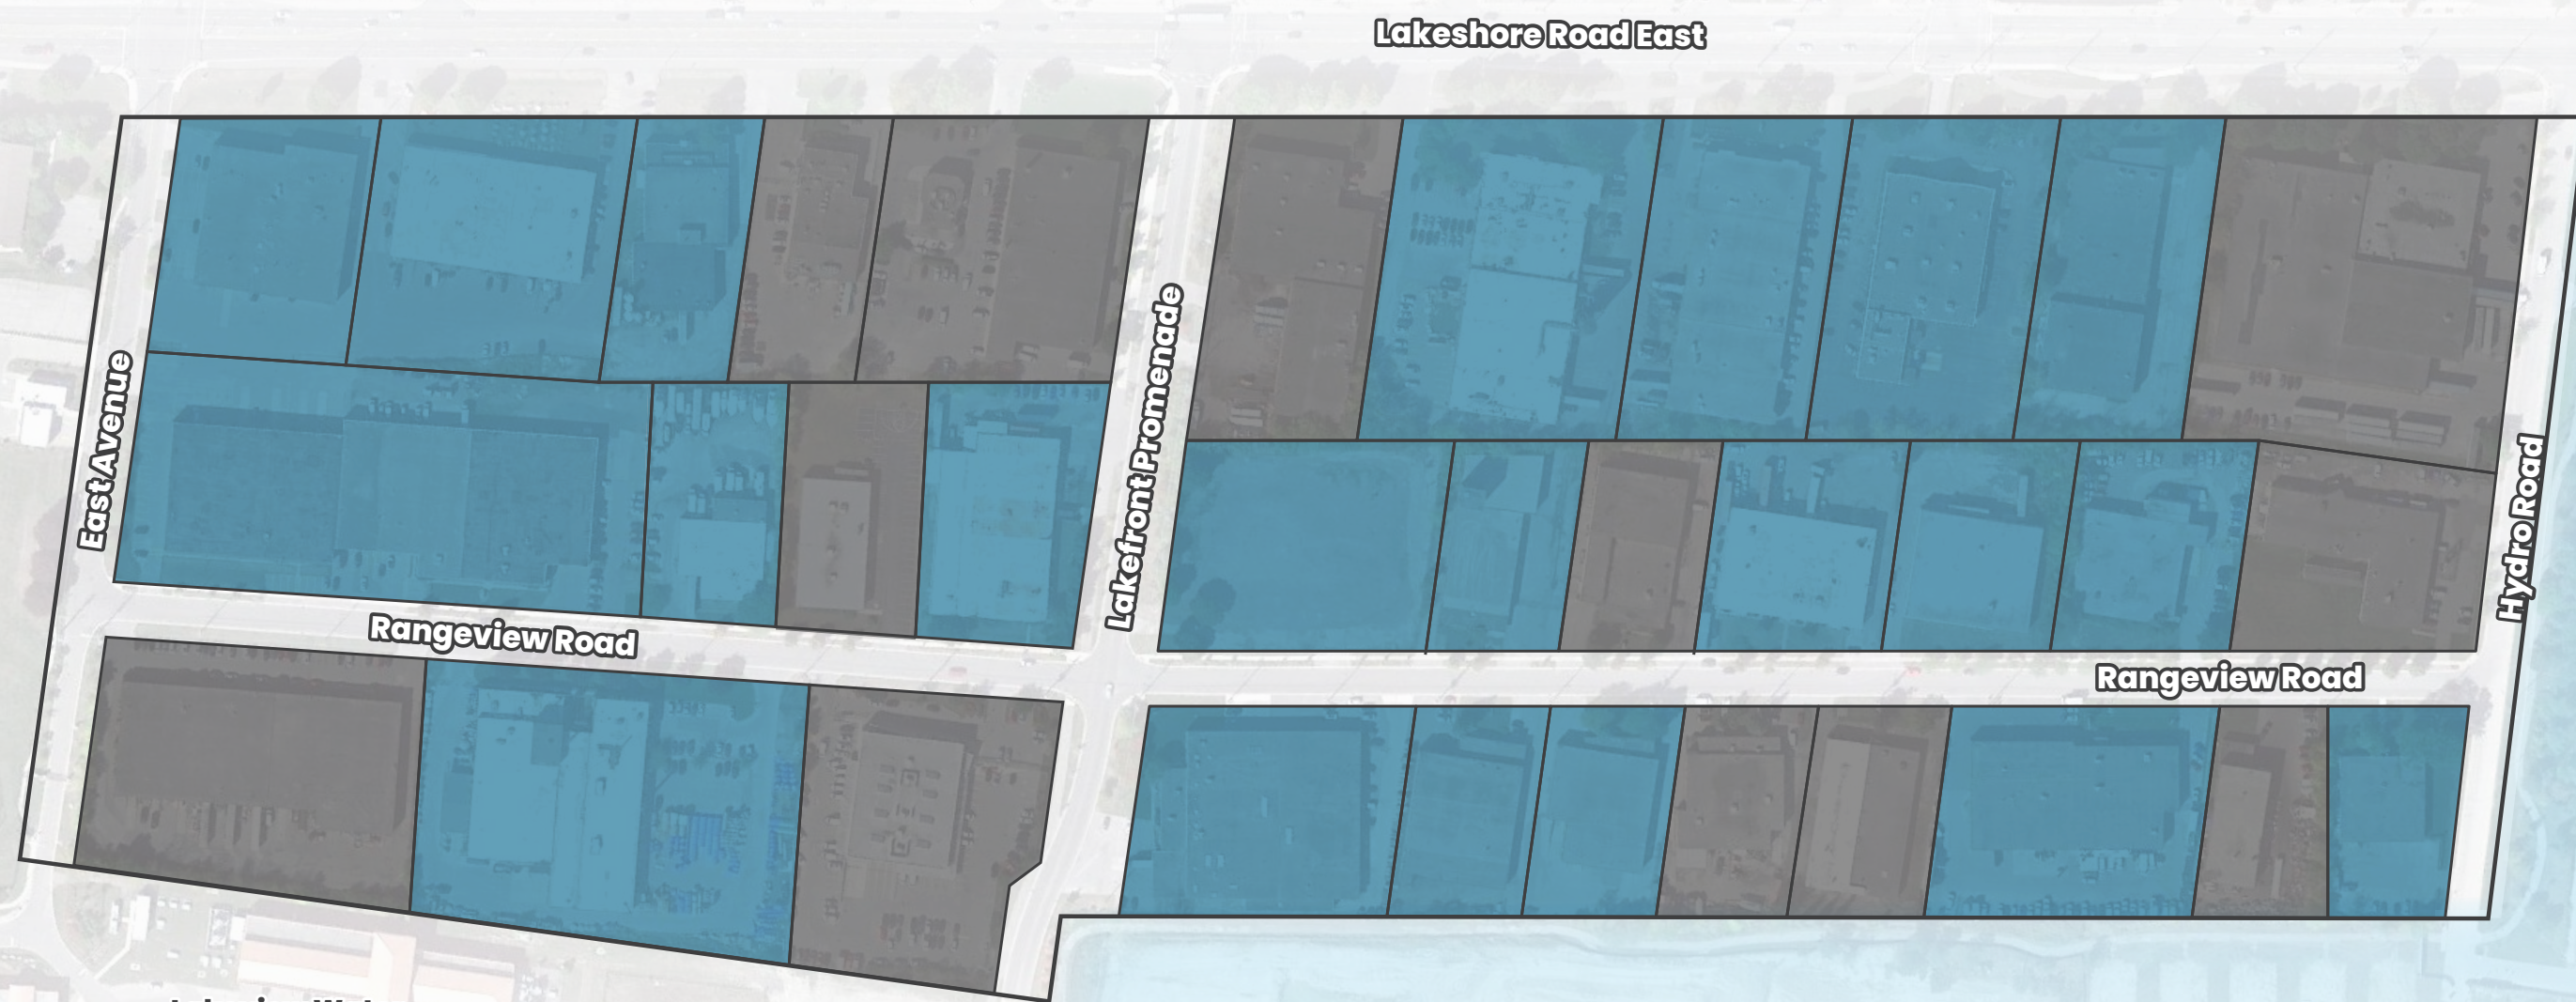 Lakeshore Road East
East Avenue
Lakefront Promenade
Hydro Road
Rangeview Road
Rangeview Road